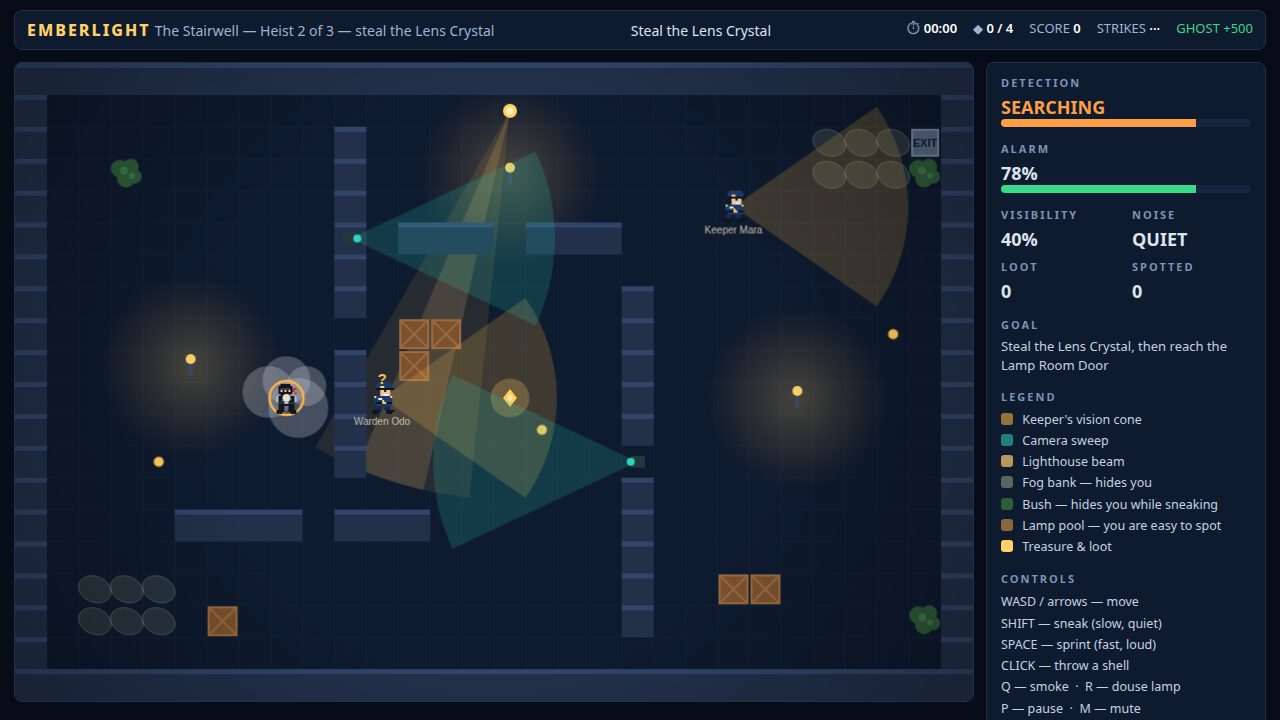 EMBERLIGHT The Stairwell — Heist 2 of 3 — steal the Lens Crystal
Steal the Lens Crystal
00:00
0 / 4
SCORE 0
STRIKES ···
GHOST +500
EXIT
Keeper Mara
?
Warden Odo
DETECTION
SEARCHING
ALARM
78%
VISIBILITY NOISE
40% QUIET
LOOT SPOTTED
0 0
GOAL
Steal the Lens Crystal, then reach the
Lamp Room Door
LEGEND
Keeper's vision cone
Camera sweep
Lighthouse beam
Fog bank — hides you
Bush — hides you while sneaking
Lamp pool — you are easy to spot
Treasure & loot
CONTROLS
WASD / arrows — move
SHIFT — sneak (slow, quiet)
SPACE — sprint (fast, loud)
CLICK — throw a shell
Q — smoke · R — douse lamp
P — pause · M — mute